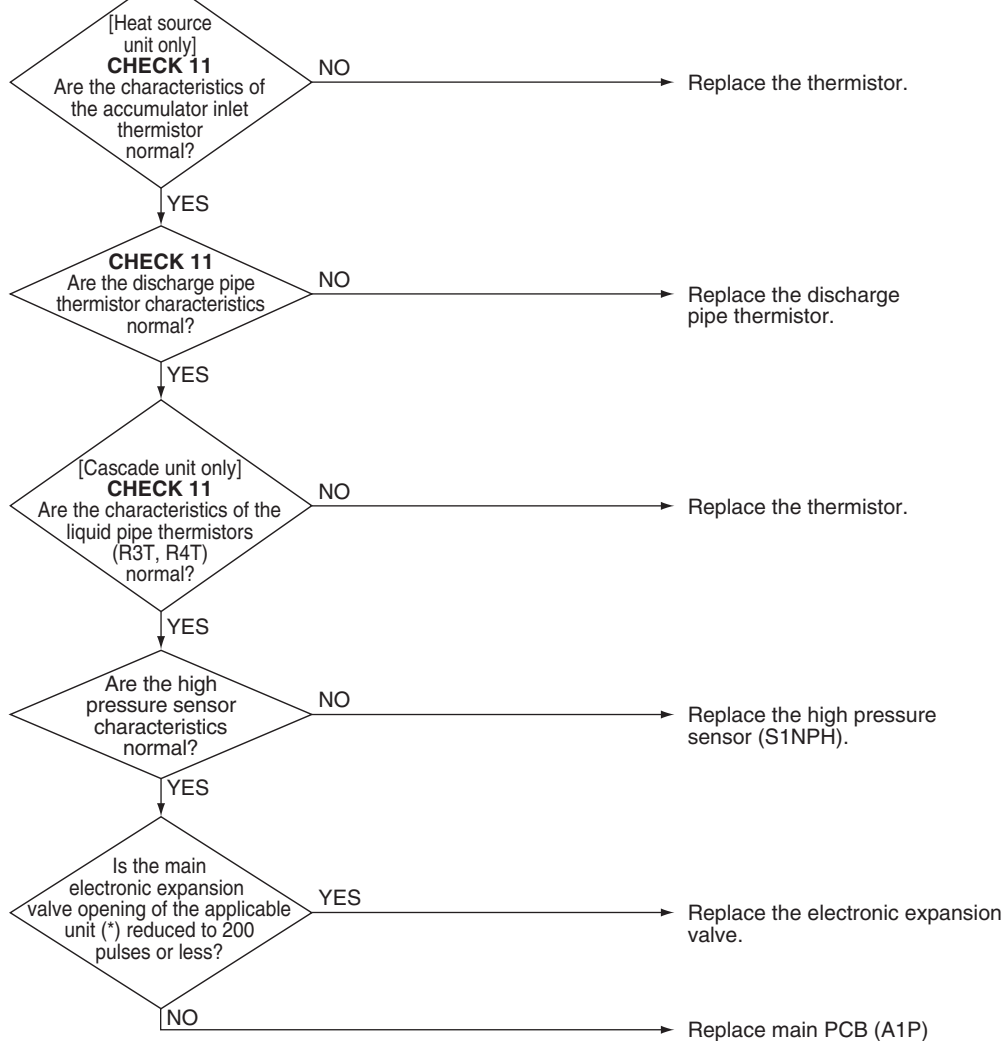 [Heat source
unit only]
CHECK 11
Are the characteristics of
the accumulator inlet
thermistor
normal?
NO
Replace the thermistor.
YES
CHECK 11
Are the discharge pipe
thermistor characteristics
normal?
NO
Replace the discharge
pipe thermistor.
YES
[Cascade unit only]
CHECK 11
Are the characteristics of the
liquid pipe thermistors
(R3T, R4T)
normal?
NO
Replace the thermistor.
YES
Are the high
pressure sensor
characteristics
normal?
NO
Replace the high pressure
sensor (S1NPH).
YES
Is the main
electronic expansion
valve opening of the applicable
unit (*) reduced to 200
pulses or less?
YES
Replace the electronic expansion
valve.
NO
Replace main PCB (A1P)